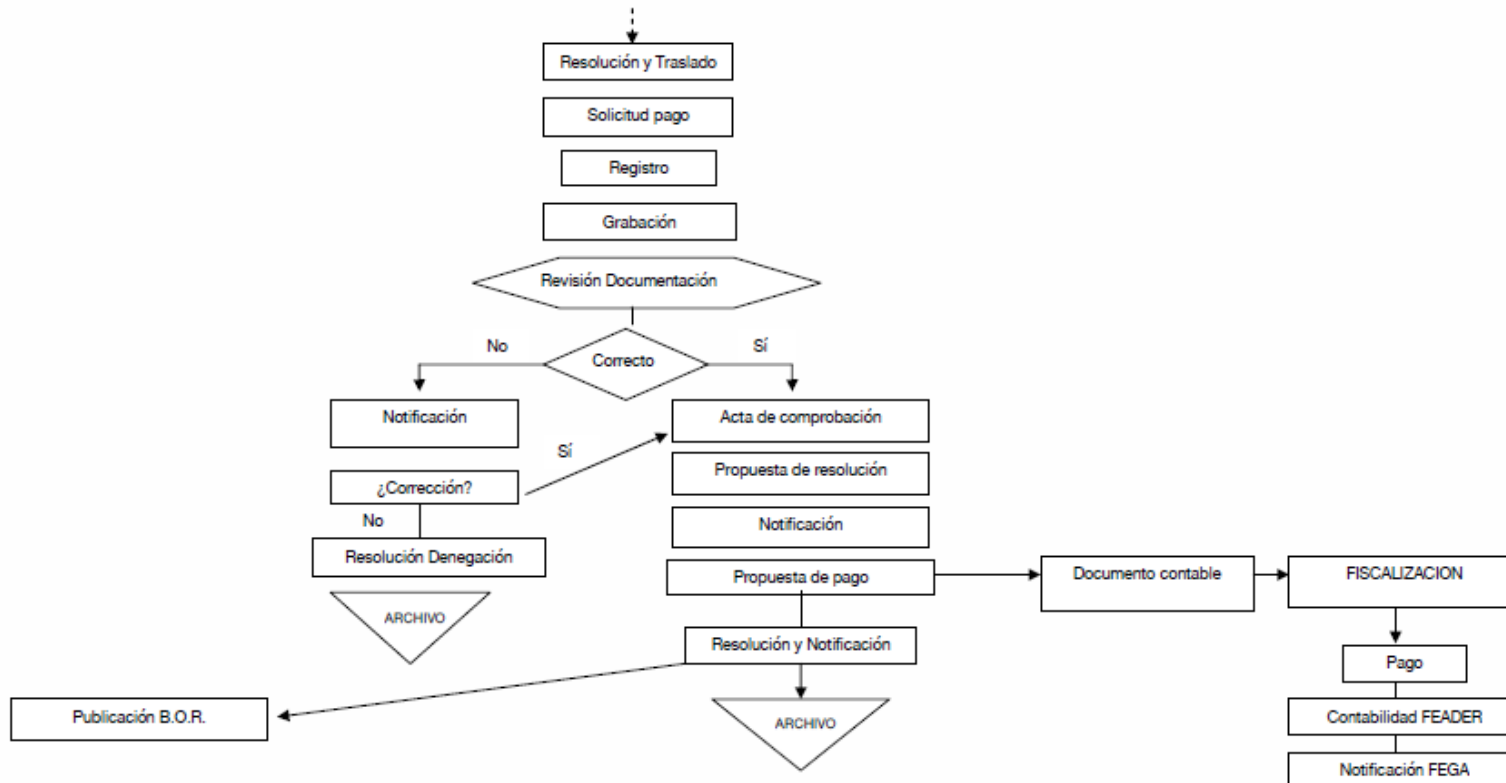 Resolución y Traslado
Solicitud pago
Registro
Grabación
Revisión Documentación
No
Correcto
Sí
Notificación
Acta de comprobación
Sí
Propuesta de resolución
¿Corrección?
No
Notificación
Resolución Denegación
Propuesta de pago
Documento contable
FISCALIZACION
ARCHIVO
Resolución y Notificación
Pago
Publicación B.O.R.
ARCHIVO
Contabilidad FEADER
Notificación FEGA